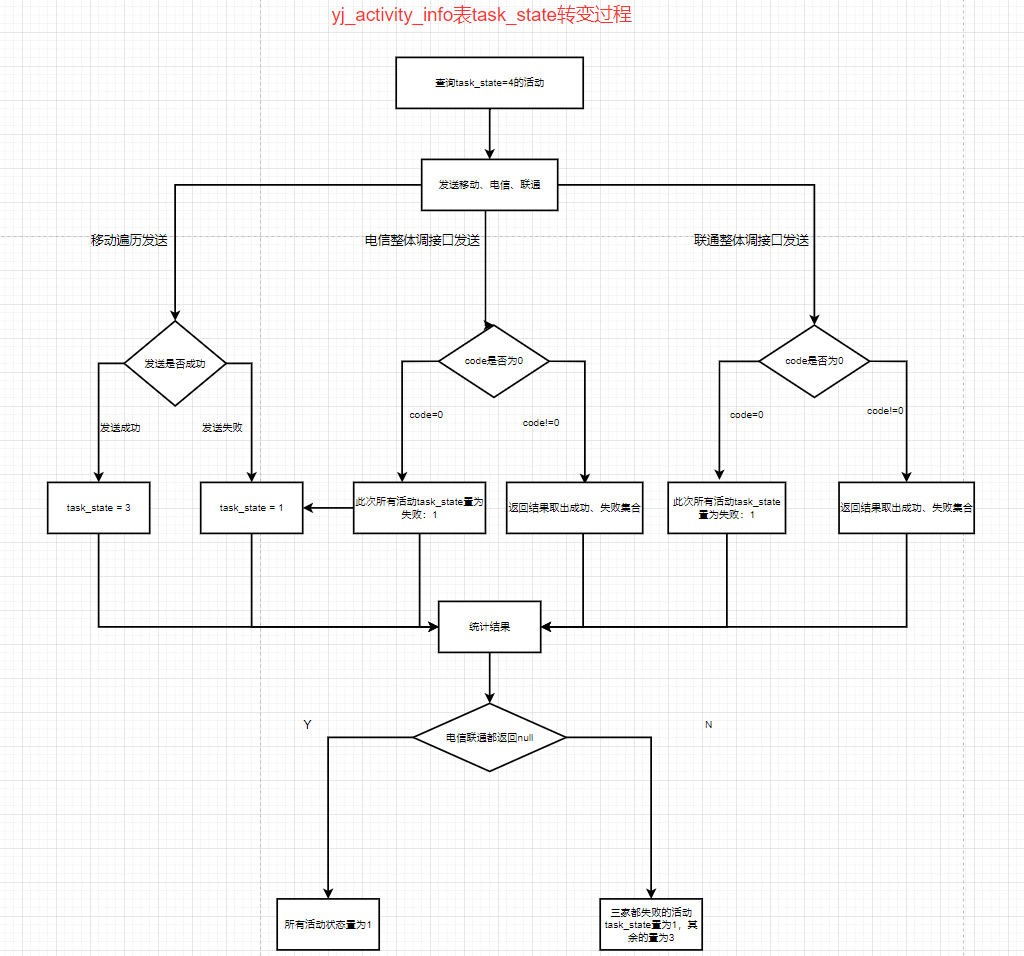 yj_activity_info表task_state转变过程
查询task_state=4的活动
发送移动、电信、联通
移动遍历发送
电信整体调接口发送
联通整体调接口发送
发送是否成功
code是否为0
code是否为0
发送成功
发送失败
code=0
code!=0
code=0
code!=0
task_state = 3
task_state = 1
此次所有活动task_state置为
失败：1
返回结果取出成功、失败集合
此次所有活动task_state
置为失败：1
返回结果取出成功、失败集合
统计结果
Y
电信联通都返回null
N
所有活动状态置为1
三家都失败的活动
task_state置为1，其
余的置为3